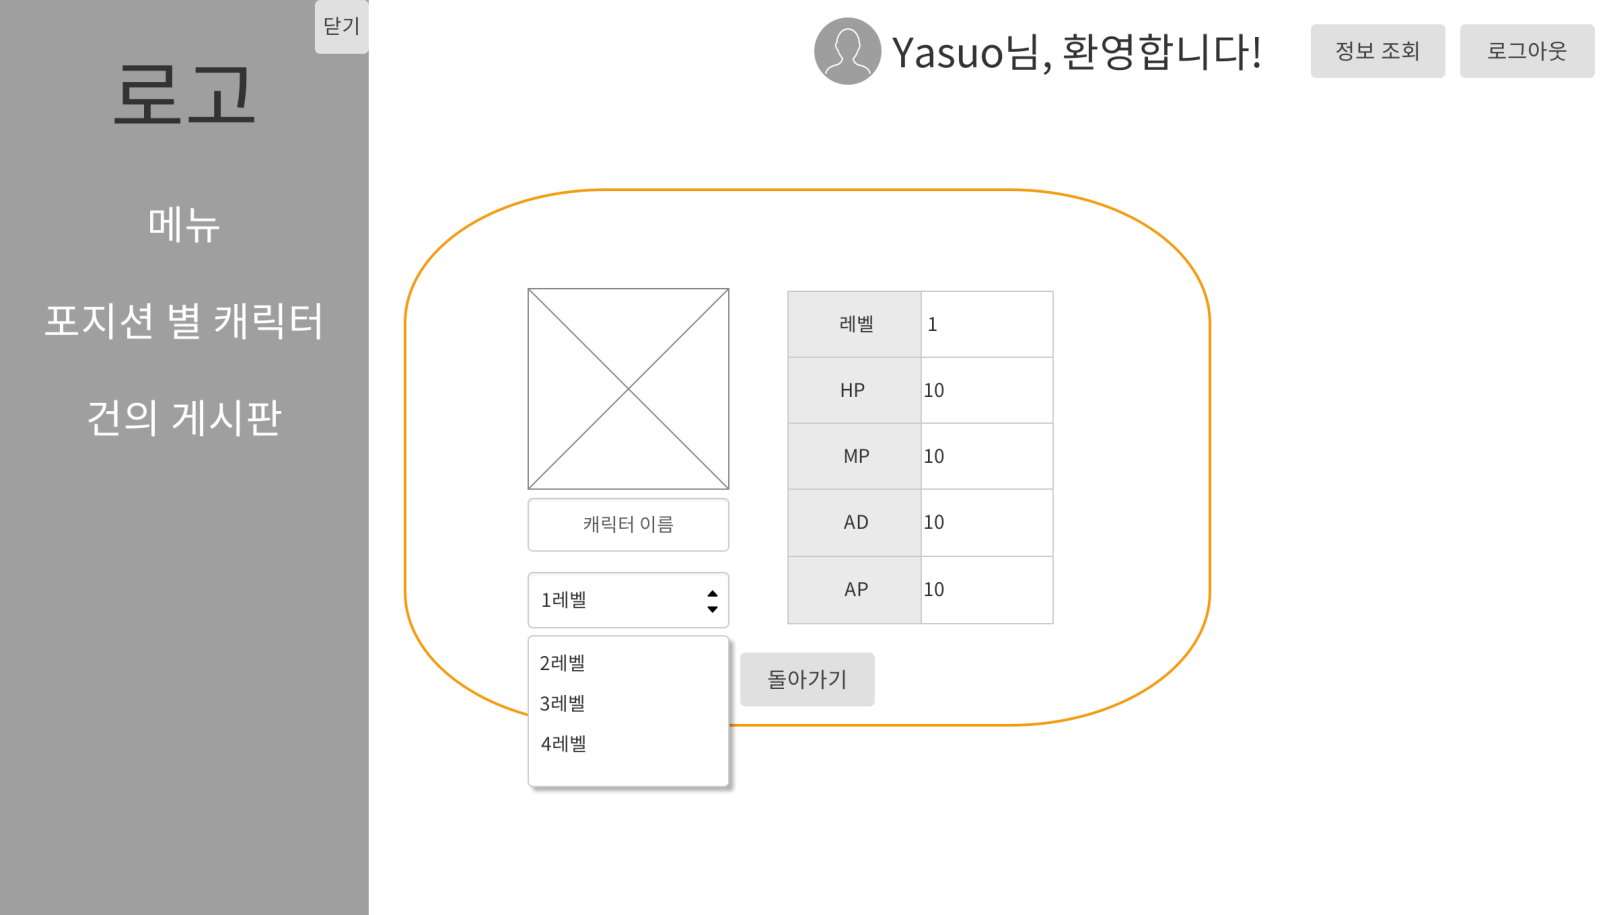 닫기
로고
메뉴
포지션 별 캐릭터
건의 게시판
Yasuo님, 환영합니다!
정보 조회
로그아웃
캐릭터 이름
1레벨
2레벨
3레벨
4레벨
레벨 1
HP 10
MP 10
AD 10
AP 10
돌아가기